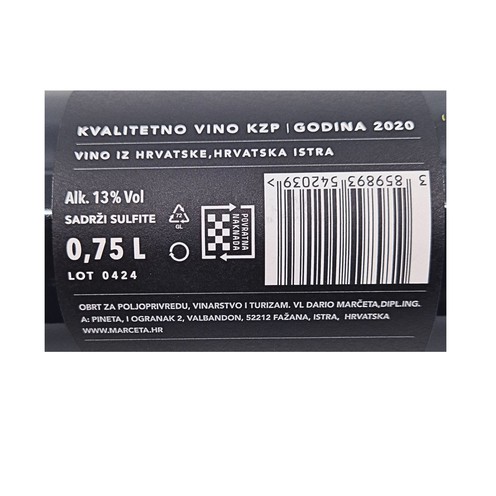 KVALITETNO VINO KZP | GODINA 2020
VINO IZ HRVATSKE, HRVATSKA ISTRA
Alk. 13% Vol
SADRŽI SULFITE
0,75 L
LOT 0424
72
GL
POVRATNA
NAKNADA
3 859893 542039 >
OBRT ZA POLJOPRIVREDU, VINARSTVO I TURIZAM. VL DARIO MARČETA,DIPL.ING.
A: PINETA, I OGRANAK 2, VALBANDON, 52212 FAŽANA, ISTRA, HRVATSKA
WWW.MARCETA.HR